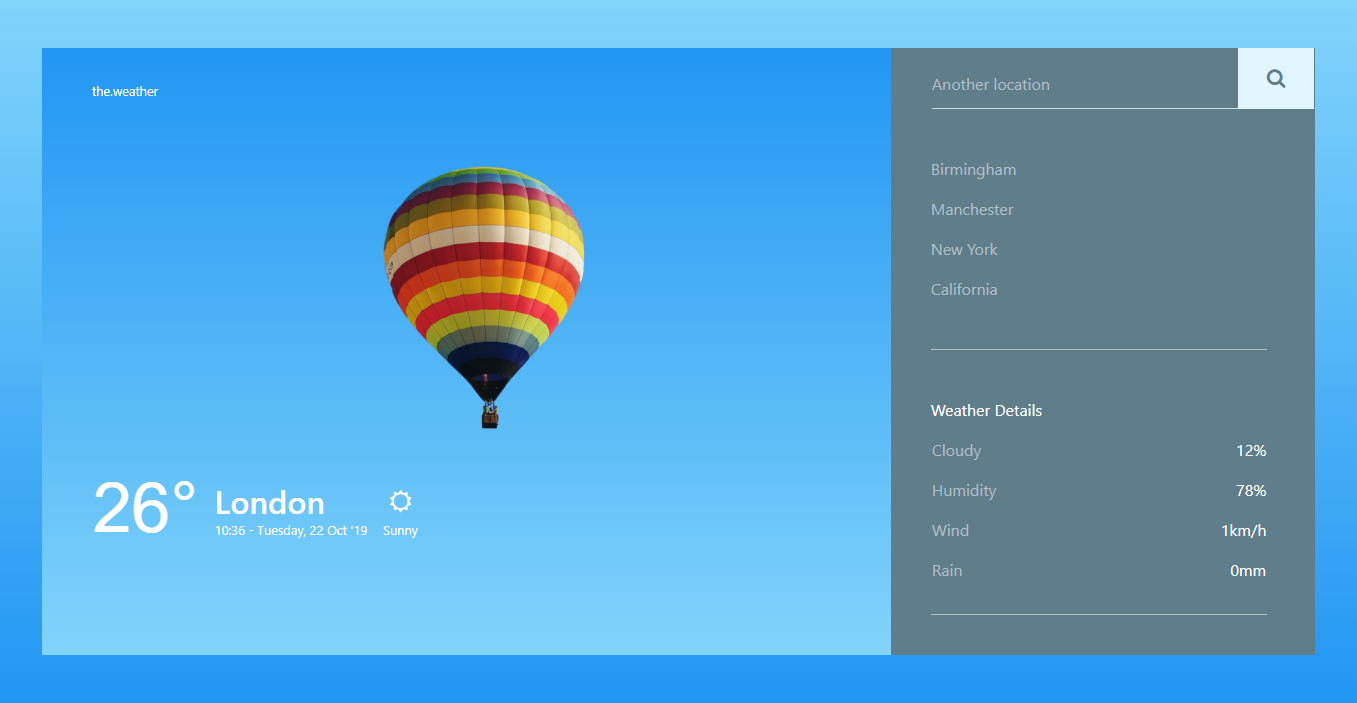 the.weather
26°
London
10:36 - Tuesday, 22 Oct '19
Sunny
Another location
Birmingham
Manchester
New York
California
Weather Details
Cloudy 12%
Humidity 78%
Wind 1km/h
Rain 0mm